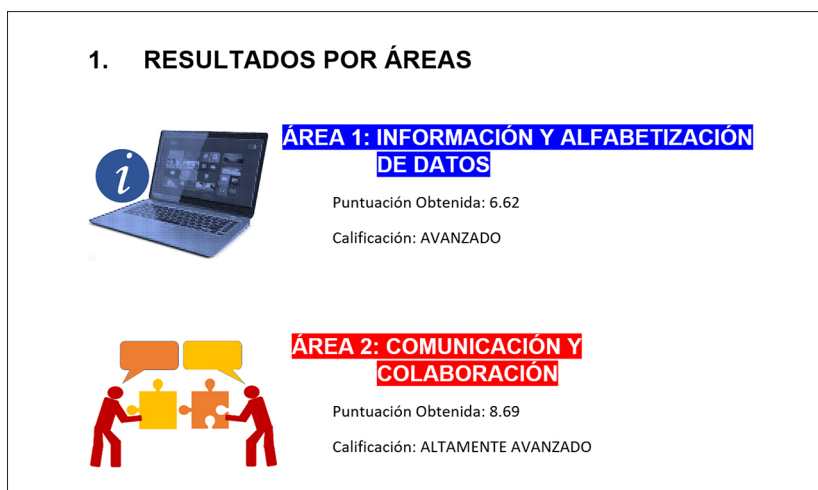 1. RESULTADOS POR ÁREAS
ÁREA 1: INFORMACIÓN Y ALFABETIZACIÓN
DE DATOS
Puntuación Obtenida: 6.62
Calificación: AVANZADO
ÁREA 2: COMUNICACIÓN Y
COLABORACIÓN
Puntuación Obtenida: 8.69
Calificación: ALTAMENTE AVANZADO